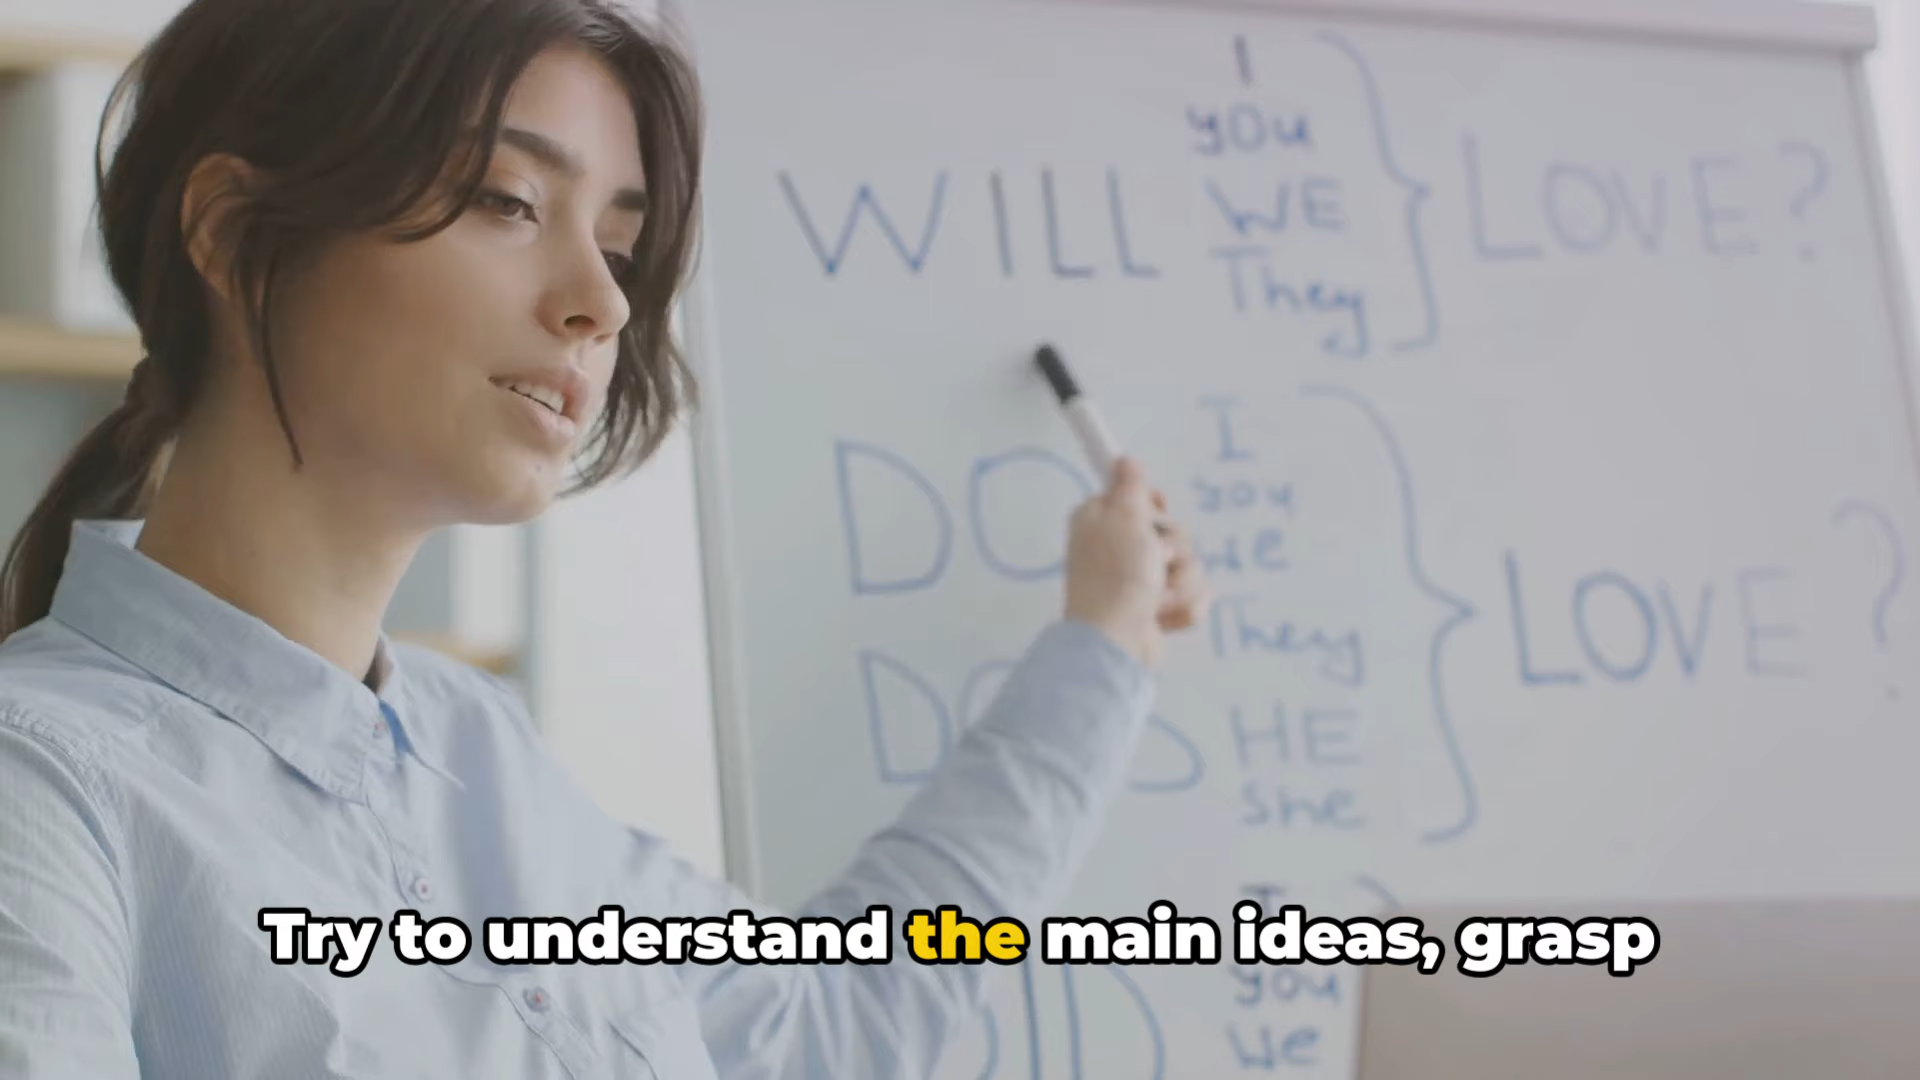 I
you
WILL WE LOVE?
They
I
you
DO we
They LOVE?
HE
She
I
you
we
Try to understand the main ideas, grasp